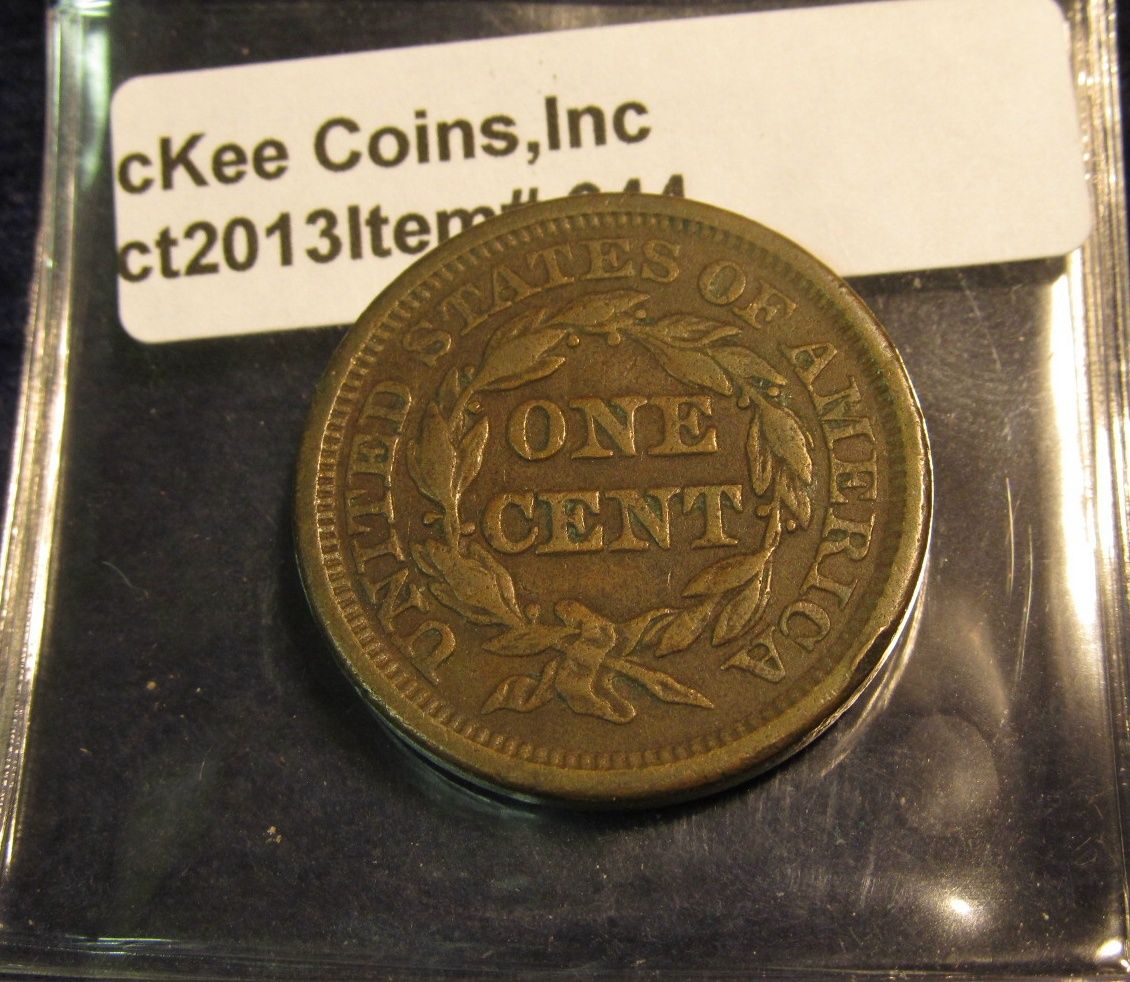 cKee Coins,Inc
ct2013Item#
UNITED STATES OF AMERICA
ONE
CENT